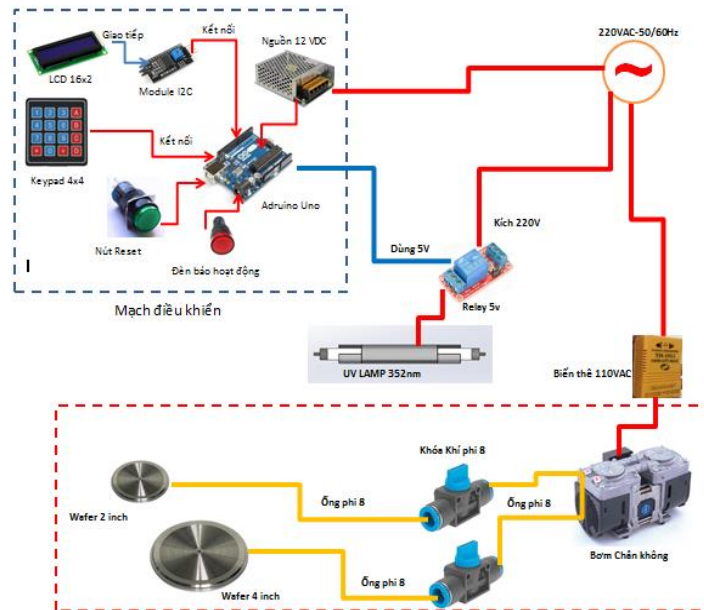 220VAC-50/60Hz
Giao tiếp
Kết nối
Nguồn 12 VDC
LCD 16x2
Module I2C
Kết nối
Keypad 4x4
Adruino Uno
Nút Reset
Đèn báo hoạt động
Mạch điều khiển
Dùng 5V
Kích 220V
Relay 5v
UV LAMP 352nm
Biến thê 110VAC
Khóa Khí phi 8
Ống phi 8
Ống phi 8
Wafer 2 inch
Bơm Chân không
Ống phi 8
Wafer 4 inch